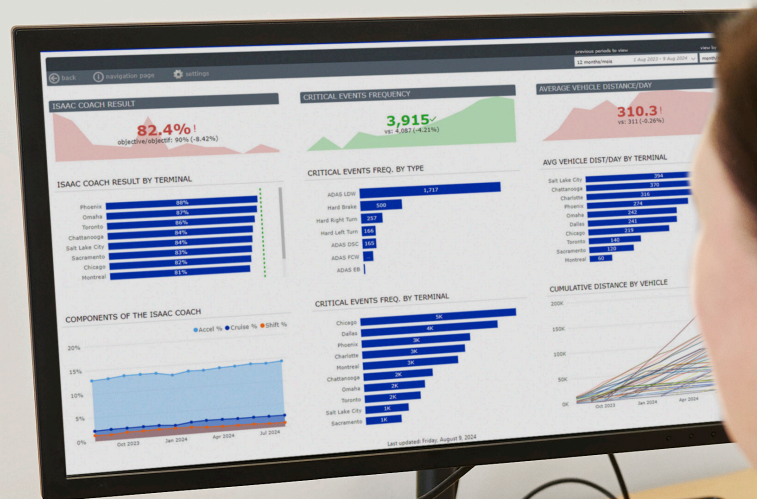 back
navigation page
settings
previous periods to view
view by
12 months/mois
1 Aug 2023 - 9 Aug 2024
month
ISAAC COACH RESULT
82.4%!
objective/objectif: 90% (-8.42%)
CRITICAL EVENTS FREQUENCY
3,915✓
vs: 4,087 (-4.21%)
AVERAGE VEHICLE DISTANCE/DAY
310.3!
vs: 311 (-0.26%)
ISAAC COACH RESULT BY TERMINAL
Phoenix 88%
Omaha 87%
Toronto 86%
Chattanooga 84%
Salt Lake City 84%
Sacramento 83%
Chicago 82%
Montreal 81%
CRITICAL EVENTS FREQ. BY TYPE
ADAS LDW 1,717
Hard Brake 500
Hard Right Turn 257
Hard Left Turn 166
ADAS DSC 165
ADAS FCW
ADAS EB
AVG VEHICLE DIST/DAY BY TERMINAL
Salt Lake City 394
Chattanooga 370
Charlotte 316
Phoenix 274
Omaha 242
Dallas 241
Chicago 219
Toronto 140
Sacramento 120
Montreal 60
COMPONENTS OF THE ISAAC COACH
Accel % Cruise % Shift %
20%
15%
10%
5%
0%
Oct 2023 Jan 2024 Apr 2024 Jul 2024
CRITICAL EVENTS FREQ. BY TERMINAL
Chicago 5K
Dallas 4K
Phoenix 3K
Charlotte 3K
Montreal 3K
Chattanooga 2K
Omaha 2K
Toronto 2K
Salt Lake City 1K
Sacramento 1K
Last updated: Friday, August 9, 2024
CUMULATIVE DISTANCE BY VEHICLE
200K
150K
100K
50K
0K
Oct 2023 Jan 2024 Apr 2024